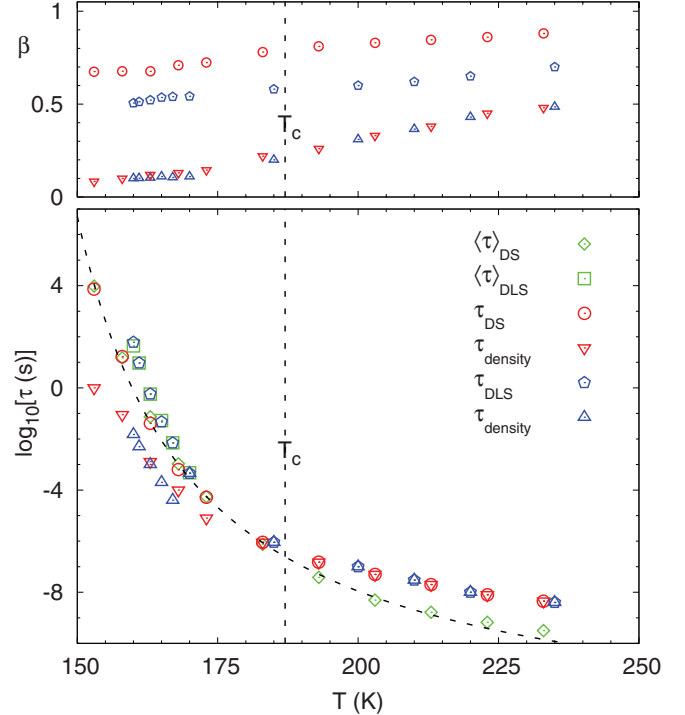 1
β
0.5
T_c
0
4
⟨τ⟩_DS
⟨τ⟩_DLS
τ_DS
τ_density
τ_DLS
τ_density
0
log₁₀[τ (s)]
T_c
-4
-8
150 175 200 225 250
T (K)